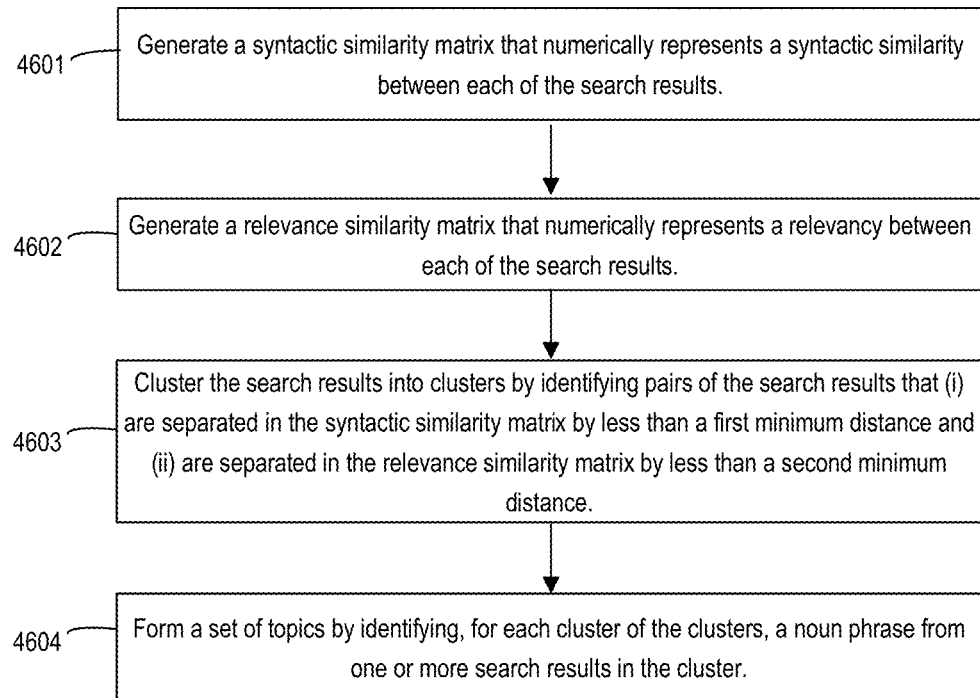 4601
Generate a syntactic similarity matrix that numerically represents a syntactic similarity
between each of the search results.
4602
Generate a relevance similarity matrix that numerically represents a relevancy between
each of the search results.
4603
Cluster the search results into clusters by identifying pairs of the search results that (i)
are separated in the syntactic similarity matrix by less than a first minimum distance and
(ii) are separated in the relevance similarity matrix by less than a second minimum
distance.
4604
Form a set of topics by identifying, for each cluster of the clusters, a noun phrase from
one or more search results in the cluster.